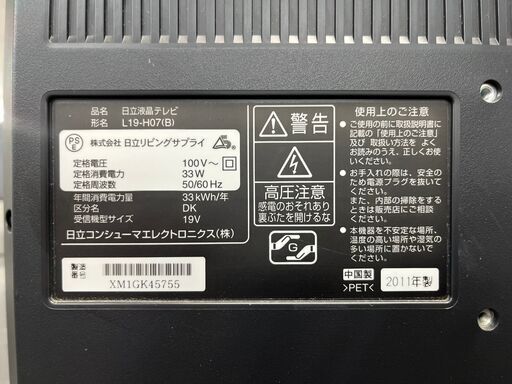 品名 日立液晶テレビ
形名 L19-H07(B)
PS
E
株式会社 日立リビングサプライ
定格電圧 100V~
定格消費電力 33W
定格周波数 50/60Hz
年間消費電力量 33kWh/年
区分名 DK
受信機型サイズ 19V
日立コンシューマエレクトロニクス(株)
製造
番号
XM1GK45755
警告
高圧注意
感電のおそれあり
裏ぶたを開けるな
G
使用上のご注意
●ご使用の前に取扱説明書に
記載の「使用上のご注意」
及び 取扱い方法を よく
お読みのうえ、正しくお使
いください。
●お手入れの際は、安全の
ため電源プラグを抜いてく
ださい。
また、内部の掃除をする
ときは販売店にご相談く
ださい。
●本機器を不安定な場所、
温度の高い場所や湿気の
多い場所に置かないで
ください。
中国製
>PET<
2011年製